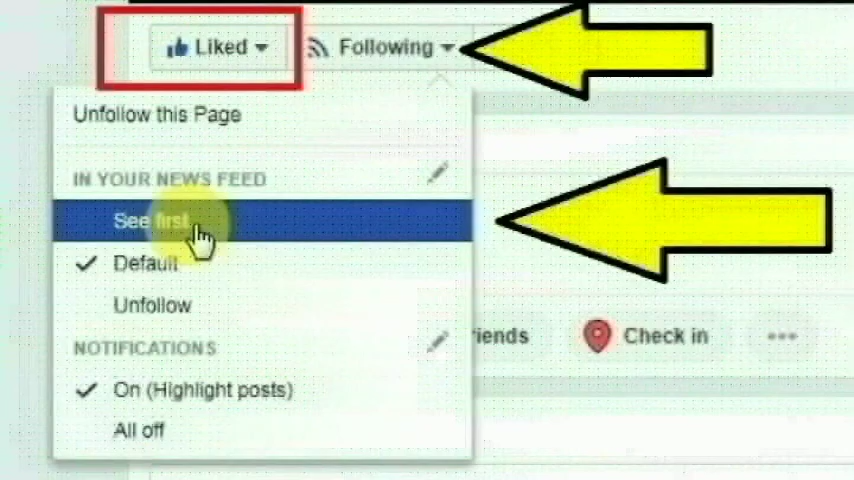 Liked Following
Unfollow this Page
IN YOUR NEWS FEED
See first
Default
Unfollow
riends Check in
NOTIFICATIONS
On (Highlight posts)
All off